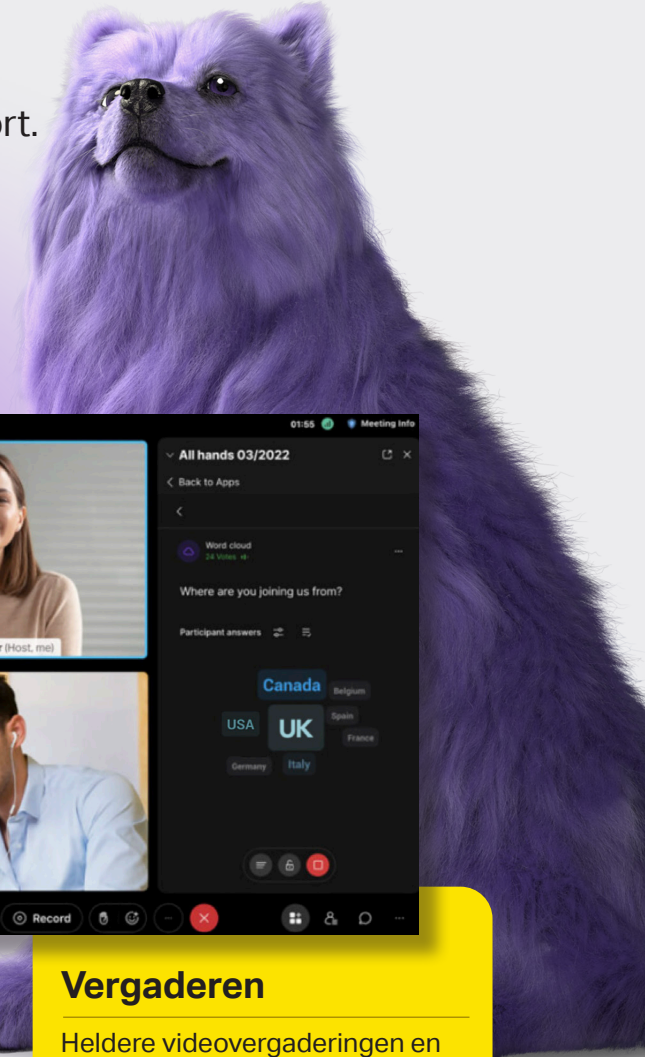 rt.
01:55 Meeting Info
All hands 03/2022
Back to Apps
Word cloud
24 Votes
Where are you joining us from?
(Host, me)
Participant answers
Canada
Belgium
Spain
USA
UK
France
Germany
Italy
Record
Vergaderen
Heldere videovergaderingen en